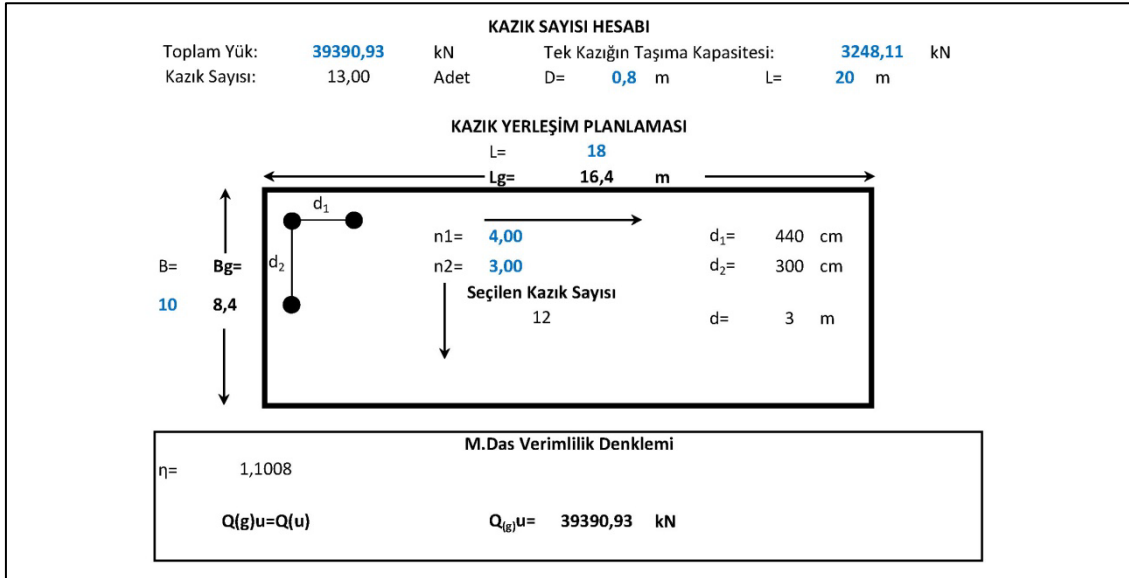 KAZIK SAYISI HESABI
Toplam Yük: 39390,93 kN Tek Kazığın Taşıma Kapasitesi: 3248,11 kN
Kazık Sayısı: 13,00 Adet D= 0,8 m L= 20 m
KAZIK YERLEŞİM PLANLAMASI
L= 18
Lg= 16,4 m
d₁
n1= 4,00 d₁= 440 cm
B= Bg= d₂ n2= 3,00 d₂= 300 cm
Seçilen Kazık Sayısı
10 8,4 12 d= 3 m
M.Das Verimlilik Denklemi
η= 1,1008
Q(g)u=Q(u) Q₍g₎u= 39390,93 kN